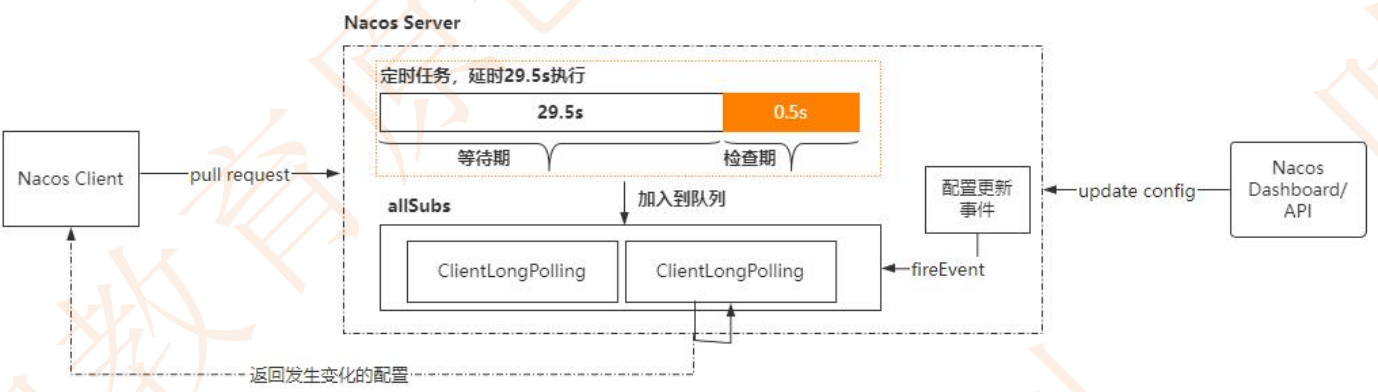 Nacos Server
定时任务，延时29.5s执行
29.5s
0.5s
等待期
检查期
Nacos Client
pull request
加入到队列
allSubs
ClientLongPolling
ClientLongPolling
配置更新
事件
fireEvent
update config
Nacos
Dashboard/
API
返回发生变化的配置
教育